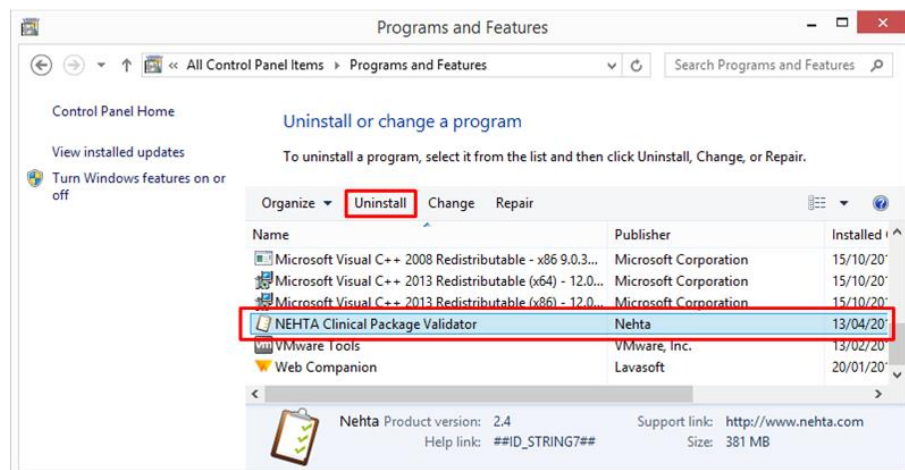 Programs and Features
« All Control Panel Items Programs and Features Search Programs and Features
Control Panel Home
View installed updates
Turn Windows features on or
off
Uninstall or change a program
To uninstall a program, select it from the list and then click Uninstall, Change, or Repair.
Organize Uninstall Change Repair
Name Publisher Installed
Microsoft Visual C++ 2008 Redistributable - x86 9.0.3... Microsoft Corporation 15/10/20
Microsoft Visual C++ 2013 Redistributable (x64) - 12.0... Microsoft Corporation 15/10/20
Microsoft Visual C++ 2013 Redistributable (x86) - 12.0... Microsoft Corporation 15/10/20
NEHTA Clinical Package Validator Nehta 13/04/20
VMware Tools VMware, Inc. 13/02/20
Web Companion Lavasoft 20/01/20
Nehta Product version: 2.4 Support link: http://www.nehta.com
Help link: ##ID_STRING7## Size: 381 MB